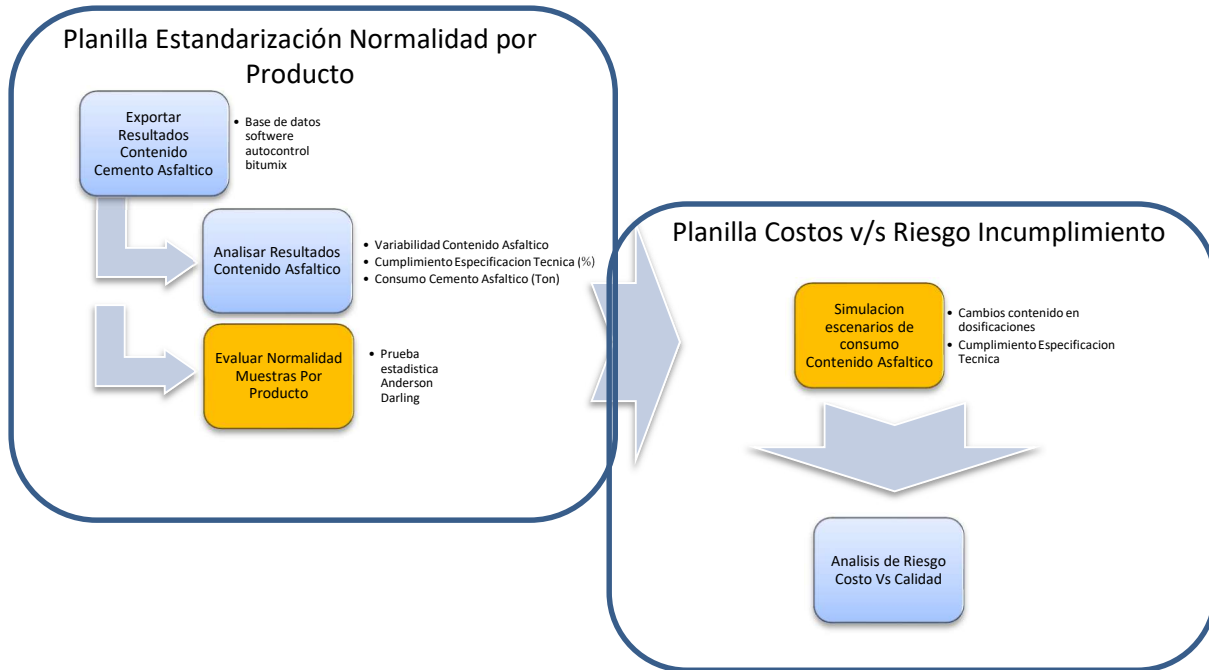 Planilla Estandarización Normalidad por
Producto
Exportar
Resultados
Contenido
Cemento Asfaltico
• Base de datos
softwere
autocontrol
bitumix
Analisar Resultados
Contenido Asfaltico
• Variabilidad Contenido Asfaltico
• Cumplimiento Especificacion Tecnica (%)
• Consumo Cemento Asfaltico (Ton)
Evaluar Normalidad
Muestras Por
Producto
• Prueba
estadistica
Anderson
Darling
Planilla Costos v/s Riesgo Incumplimiento
Simulacion
escenarios de
consumo
Contenido Asfaltico
• Cambios contenido en
dosificaciones
• Cumplimiento Especificacion
Tecnica
Analisis de Riesgo
Costo Vs Calidad